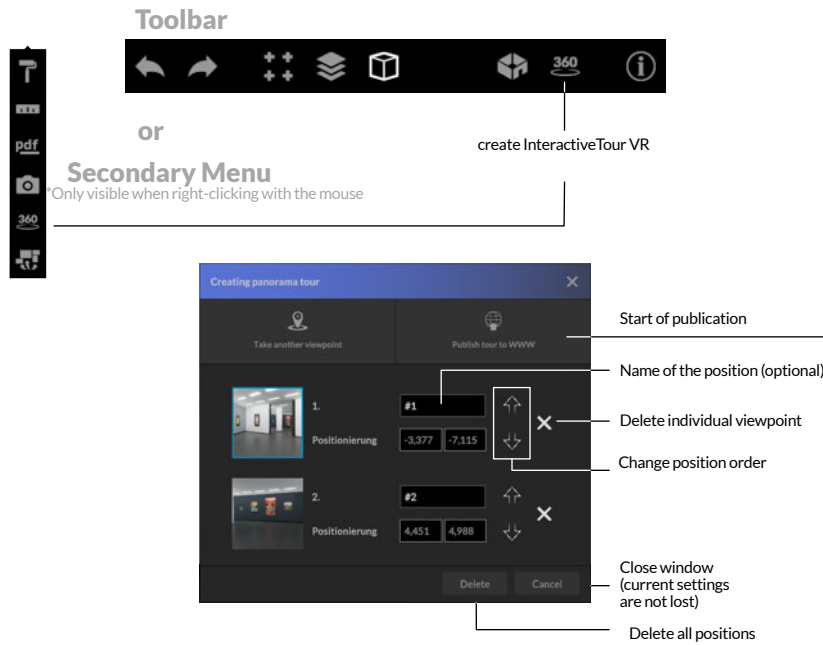 Toolbar
360
pdf
or
create InteractiveTour VR
Secondary Menu
*Only visible when right-clicking with the mouse
360
Creating panorama tour
Take another viewpoint
Publish tour to WWW
Start of publication
Name of the position (optional)
1.
#1
Delete individual viewpoint
Positionierung
-3,377
-7,115
Change position order
2.
#2
Positionierung
4,451
4,988
Close window
(current settings
are not lost)
Delete
Cancel
Delete all positions